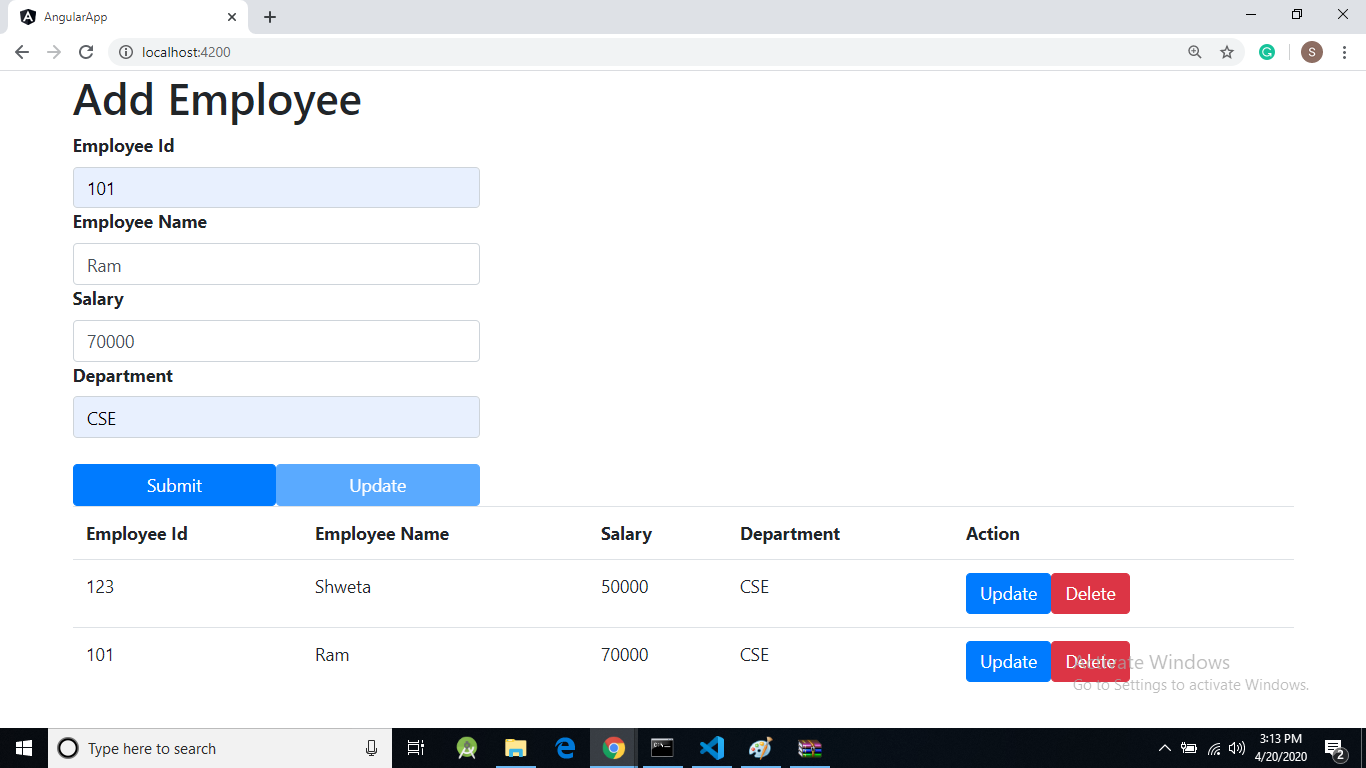 AngularApp
localhost:4200
S
Add Employee
Employee Id
101
Employee Name
Ram
Salary
70000
Department
CSE
Submit Update
Employee Id Employee Name Salary Department Action
123 Shweta 50000 CSE Update Delete
101 Ram 70000 CSE Update Delete
Activate Windows
Go to Settings to activate Windows.
Type here to search
3:13 PM
4/20/2020
2